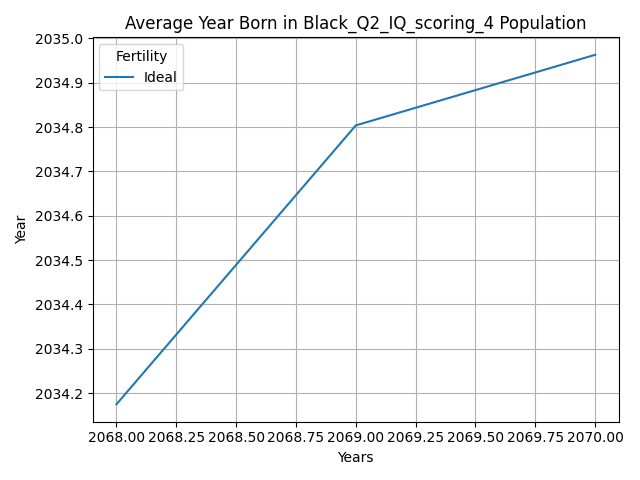 Average Year Born in Black_Q2_IQ_scoring_4 Population
Fertility
Ideal
2035.0
2034.9
2034.8
2034.7
2034.6
2034.5
2034.4
2034.3
2034.2
Year
2068.00 2068.25 2068.50 2068.75 2069.00 2069.25 2069.50 2069.75 2070.00
Years